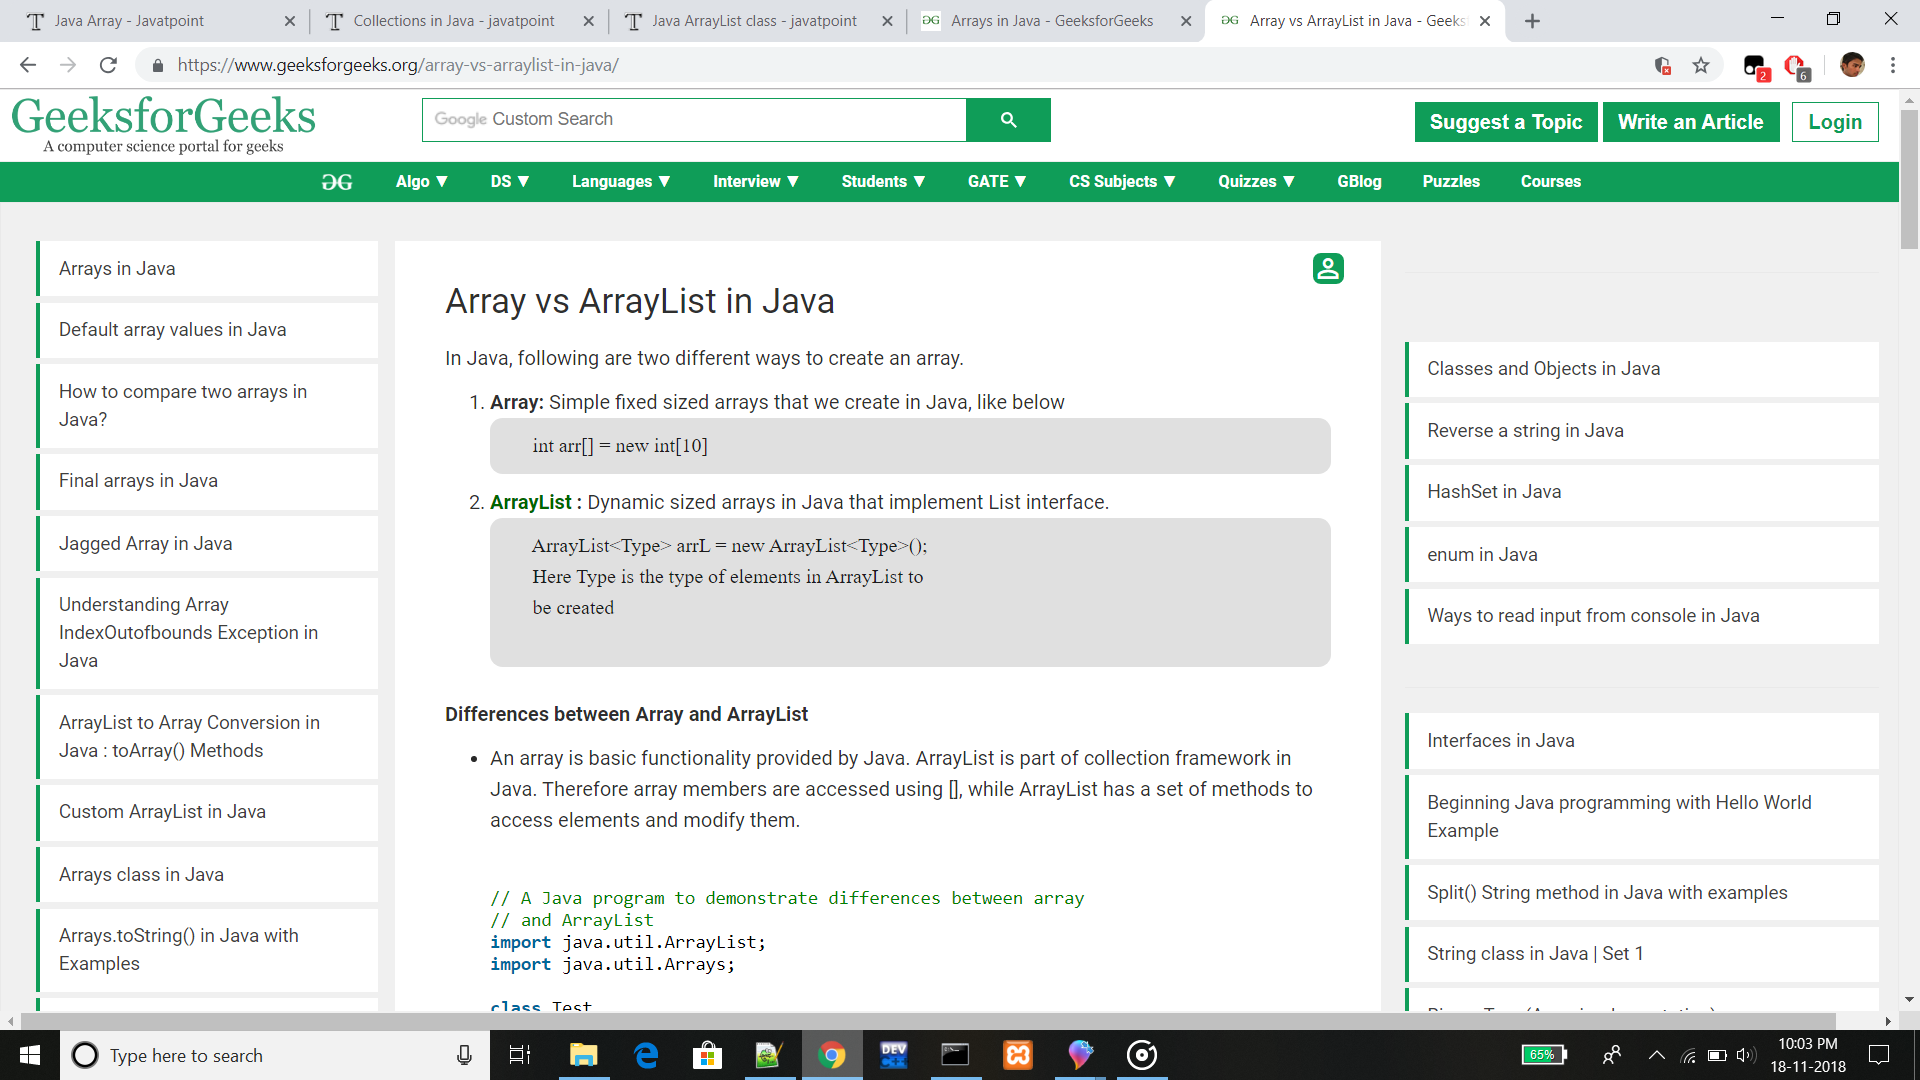 Java Array - Javatpoint
Collections in Java - javatpoint
Java ArrayList class - javatpoint
Arrays in Java - GeeksforGeeks
Array vs ArrayList in Java - Geeks
https://www.geeksforgeeks.org/array-vs-arraylist-in-java/
2
6
GeeksforGeeks
A computer science portal for geeks
Google Custom Search
Suggest a Topic
Write an Article
Login
Algo ▼
DS ▼
Languages ▼
Interview ▼
Students ▼
GATE ▼
CS Subjects ▼
Quizzes ▼
GBlog
Puzzles
Courses
Arrays in Java
Default array values in Java
How to compare two arrays in
Java?
Final arrays in Java
Jagged Array in Java
Understanding Array
IndexOutofbounds Exception in
Java
ArrayList to Array Conversion in
Java : toArray() Methods
Custom ArrayList in Java
Arrays class in Java
Arrays.toString() in Java with
Examples
Array vs ArrayList in Java
In Java, following are two different ways to create an array.
1. Array: Simple fixed sized arrays that we create in Java, like below
int arr[] = new int[10]
2. ArrayList : Dynamic sized arrays in Java that implement List interface.
ArrayList<Type> arrL = new ArrayList<Type>();
Here Type is the type of elements in ArrayList to
be created
Differences between Array and ArrayList
• An array is basic functionality provided by Java. ArrayList is part of collection framework in
Java. Therefore array members are accessed using [], while ArrayList has a set of methods to
access elements and modify them.
// A Java program to demonstrate differences between array
// and ArrayList
import java.util.ArrayList;
import java.util.Arrays;
class Test
Classes and Objects in Java
Reverse a string in Java
HashSet in Java
enum in Java
Ways to read input from console in Java
Interfaces in Java
Beginning Java programming with Hello World
Example
Split() String method in Java with examples
String class in Java | Set 1
Type here to search
DEV
65%
10:03 PM
18-11-2018